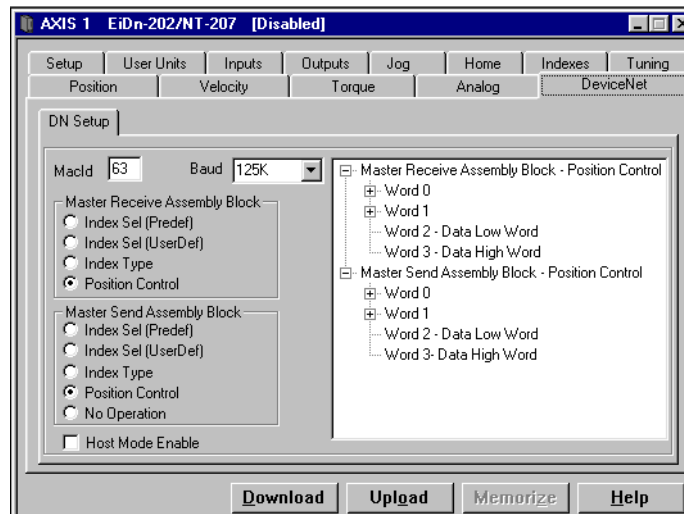 AXIS 1 EiDn-202/NT-207 [Disabled]
Setup User Units Inputs Outputs Jog Home Indexes Tuning
Position Velocity Torque Analog DeviceNet
DN Setup
MacId 63 Baud 125K
Master Receive Assembly Block
Index Sel (Predef)
Index Sel (UserDef)
Index Type
Position Control
Master Send Assembly Block
Index Sel (Predef)
Index Sel (UserDef)
Index Type
Position Control
No Operation
Host Mode Enable
Master Receive Assembly Block - Position Control
Word 0
Word 1
Word 2 - Data Low Word
Word 3 - Data High Word
Master Send Assembly Block - Position Control
Word 0
Word 1
Word 2 - Data Low Word
Word 3- Data High Word
Download Upload Memorize Help